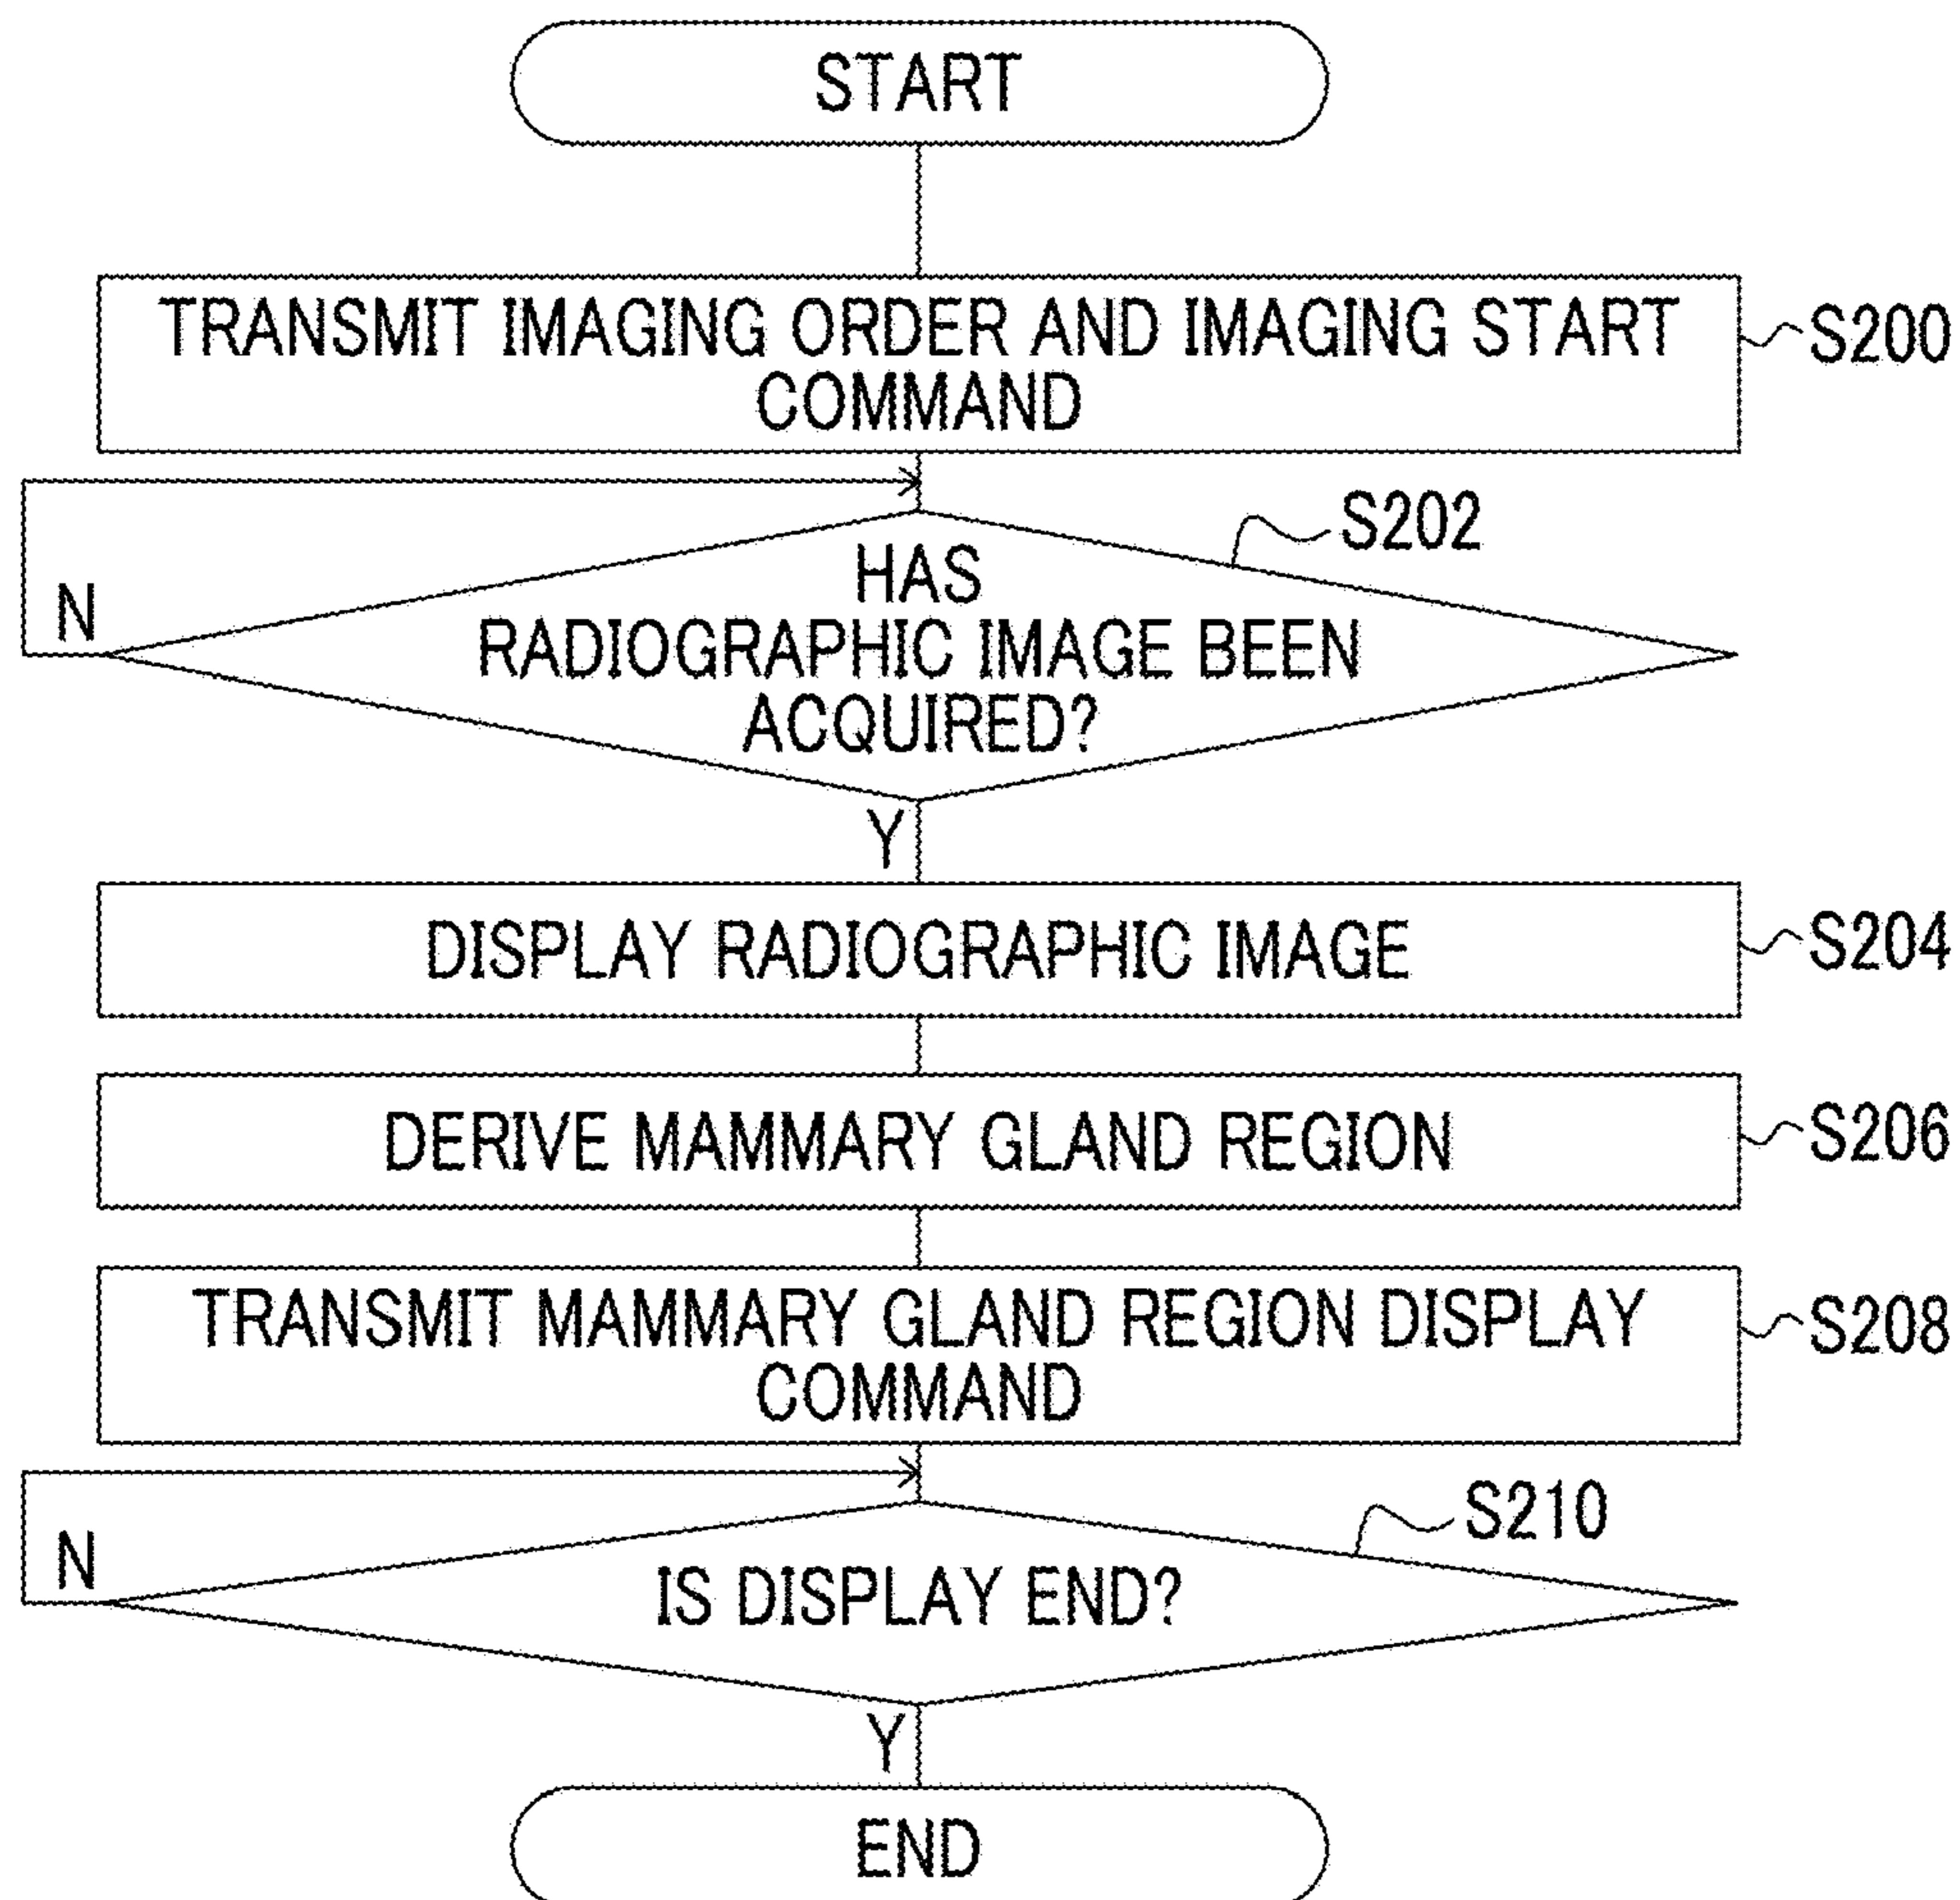 START
TRANSMIT IMAGING ORDER AND IMAGING START
COMMAND
S200
S202
HAS
RADIOGRAPHIC IMAGE BEEN
ACQUIRED?
N
Y
DISPLAY RADIOGRAPHIC IMAGE
S204
DERIVE MAMMARY GLAND REGION
S206
TRANSMIT MAMMARY GLAND REGION DISPLAY
COMMAND
S208
S210
IS DISPLAY END?
N
Y
END